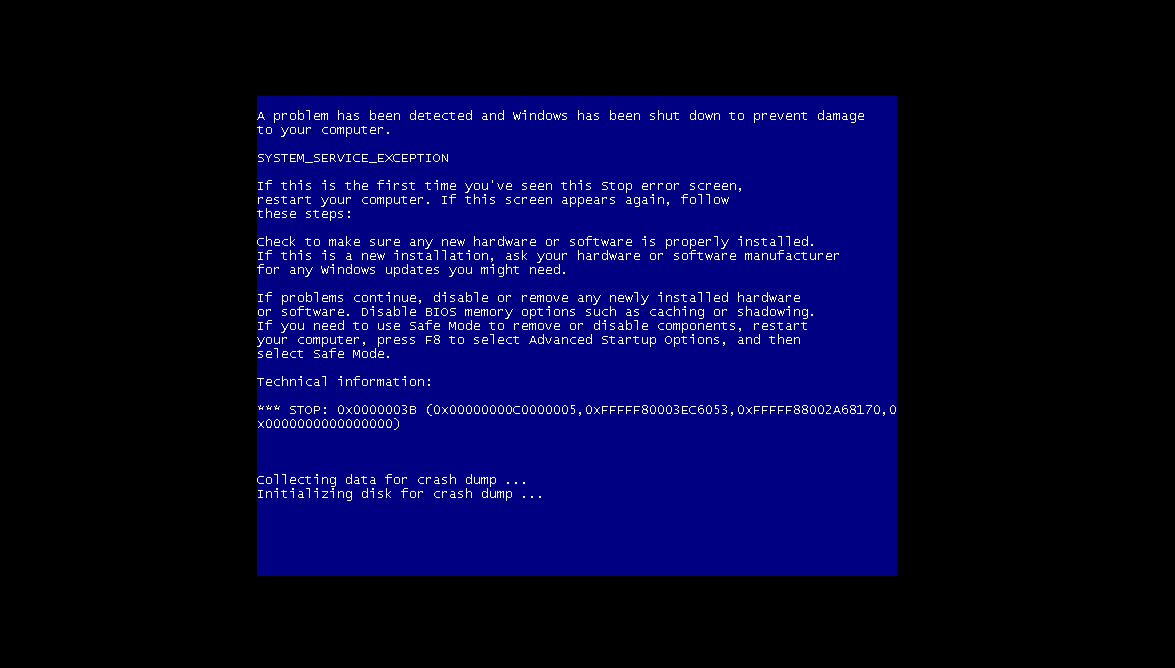 A problem has been detected and Windows has been shut down to prevent damage
to your computer.
SYSTEM_SERVICE_EXCEPTION
If this is the first time you've seen this Stop error screen,
restart your computer. If this screen appears again, follow
these steps:
Check to make sure any new hardware or software is properly installed.
If this is a new installation, ask your hardware or software manufacturer
for any Windows updates you might need.
If problems continue, disable or remove any newly installed hardware
or software. Disable BIOS memory options such as caching or shadowing.
If you need to use Safe Mode to remove or disable components, restart
your computer, press F8 to select Advanced Startup Options, and then
select Safe Mode.
Technical information:
*** STOP: 0x0000003B (0x00000000C0000005,0xFFFFF80003EC6053,0xFFFFF88002A68170,0
x0000000000000000)
Collecting data for crash dump ...
Initializing disk for crash dump ...